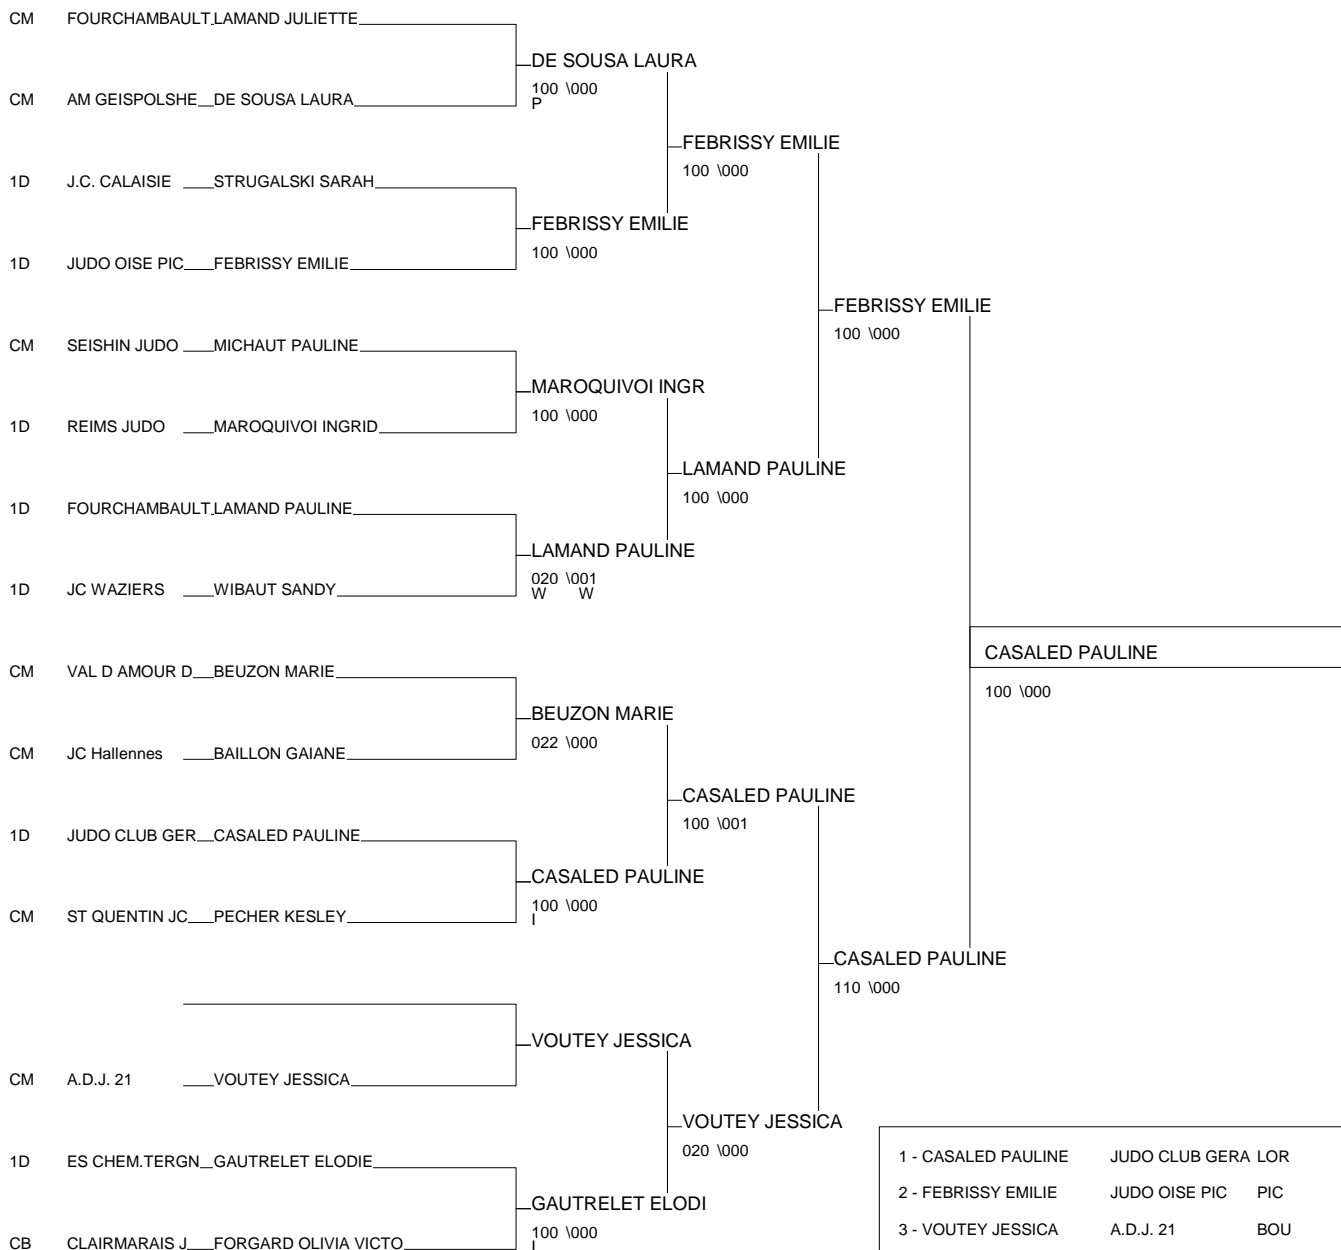 CM FOURCHAMBAULT LAMAND JULIETTE
DE SOUSA LAURA
100 \000
P
CM AM GEISPOLSHE DE SOUSA LAURA
FEBRISSY EMILIE
100 \000
1D J.C. CALAISIE STRUGALSKI SARAH
FEBRISSY EMILIE
100 \000
1D JUDO OISE PIC FEBRISSY EMILIE
FEBRISSY EMILIE
100 \000
CM SEISHIN JUDO MICHAUT PAULINE
MAROQUIVOI INGR
100 \000
1D REIMS JUDO MAROQUIVOI INGRID
LAMAND PAULINE
100 \000
1D FOURCHAMBAULT LAMAND PAULINE
LAMAND PAULINE
020 \001
W W
1D JC WAZIERS WIBAUT SANDY
CASALED PAULINE
100 \000
CM VAL D AMOUR D BEUZON MARIE
BEUZON MARIE
022 \000
CM JC Hallennes BAILLON GAIANE
CASALED PAULINE
100 \001
1D JUDO CLUB GER CASALED PAULINE
CASALED PAULINE
100 \000
I
CM ST QUENTIN JC PECHER KESLEY
CASALED PAULINE
110 \000
VOUTEY JESSICA
CM A.D.J. 21 VOUTEY JESSICA
VOUTEY JESSICA
020 \000
1D ES CHEM.TERGN GAUTRELET ELODIE
GAUTRELET ELODI
100 \000
I
CB CLAIRMARAIS J FORGARD OLIVIA VICTO
1 - CASALED PAULINE JUDO CLUB GERA LOR
2 - FEBRISSY EMILIE JUDO OISE PIC PIC
3 - VOUTEY JESSICA A.D.J. 21 BOU